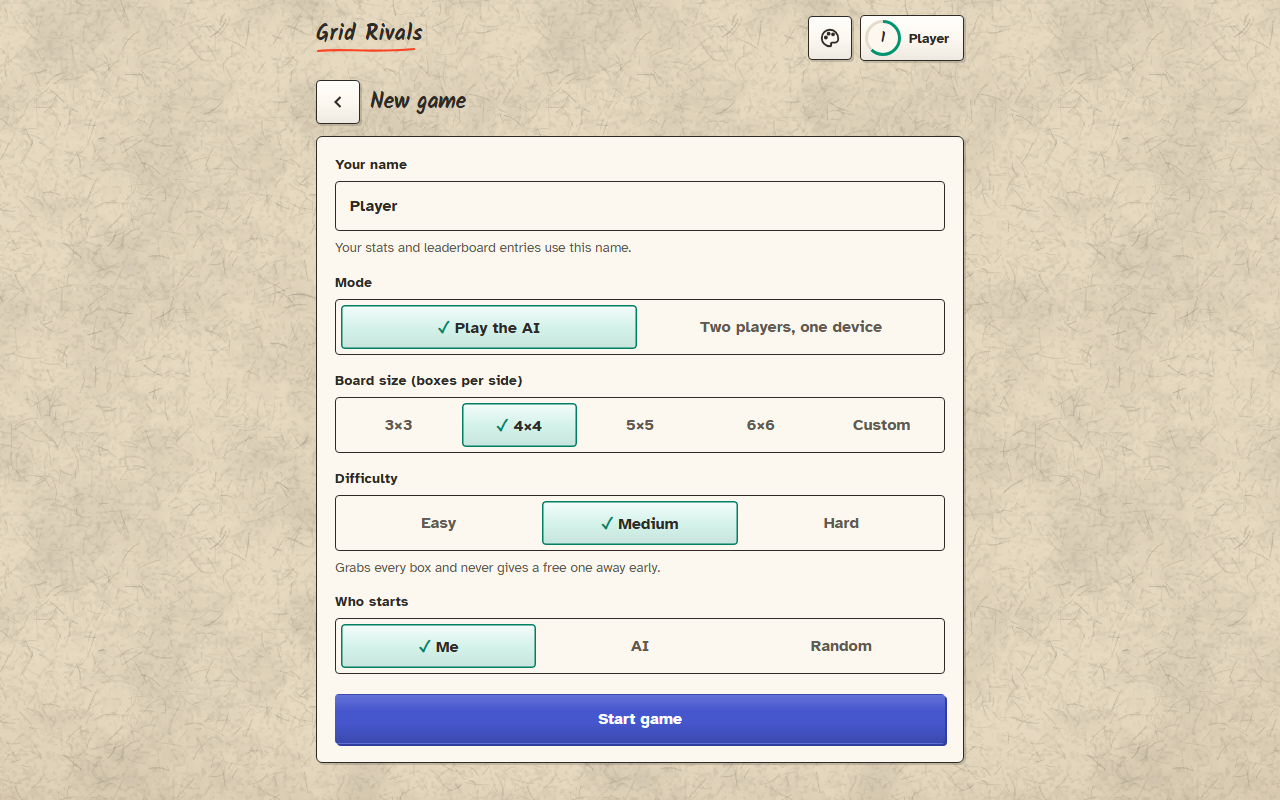 Grid Rivals
1 Player
New game
Your name
Player
Your stats and leaderboard entries use this name.
Mode
✓ Play the AI Two players, one device
Board size (boxes per side)
3×3 ✓ 4×4 5×5 6×6 Custom
Difficulty
Easy ✓ Medium Hard
Grabs every box and never gives a free one away early.
Who starts
✓ Me AI Random
Start game